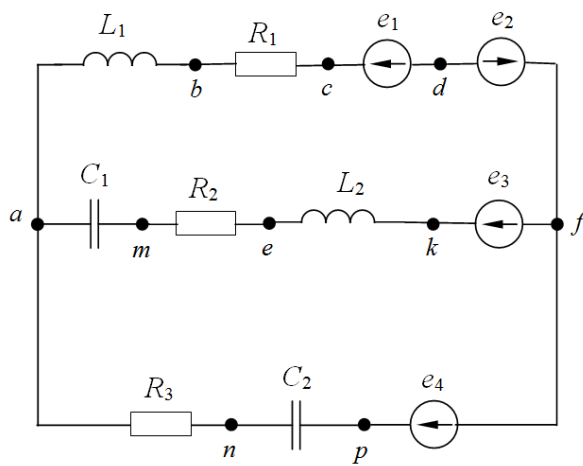 L₁ R₁ e₁ e₂
b c d
C₁ R₂ L₂ e₃
a m e k f
R₃ C₂ e₄
n p